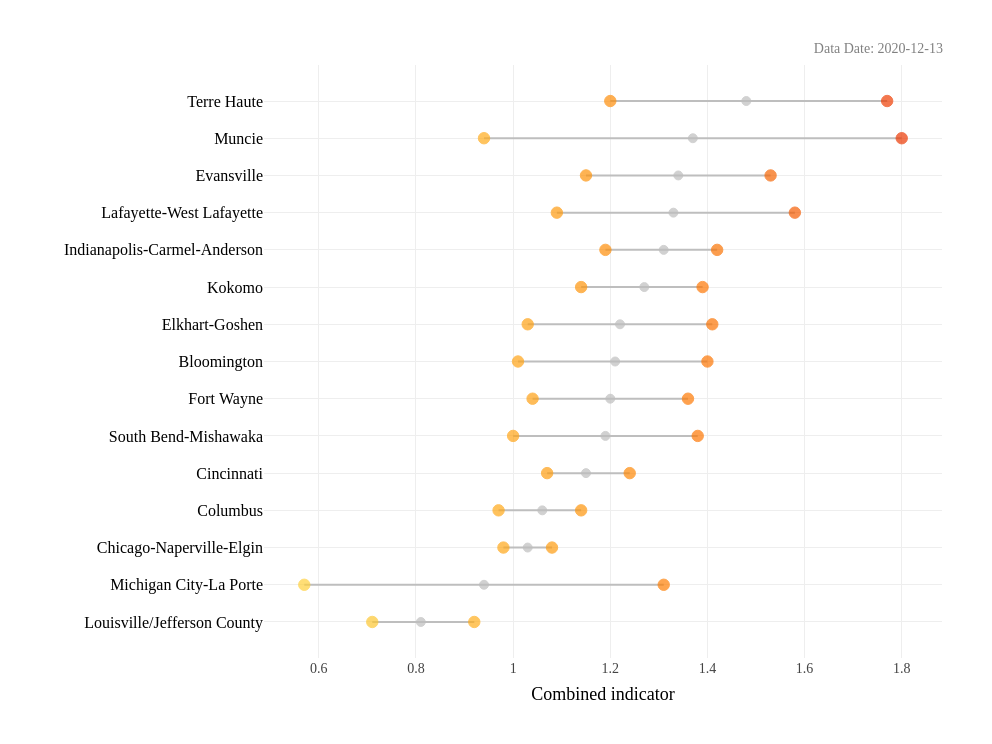 Data Date: 2020-12-13
Terre Haute
Muncie
Evansville
Lafayette-West Lafayette
Indianapolis-Carmel-Anderson
Kokomo
Elkhart-Goshen
Bloomington
Fort Wayne
South Bend-Mishawaka
Cincinnati
Columbus
Chicago-Naperville-Elgin
Michigan City-La Porte
Louisville/Jefferson County
0.6 0.8 1 1.2 1.4 1.6 1.8
Combined indicator